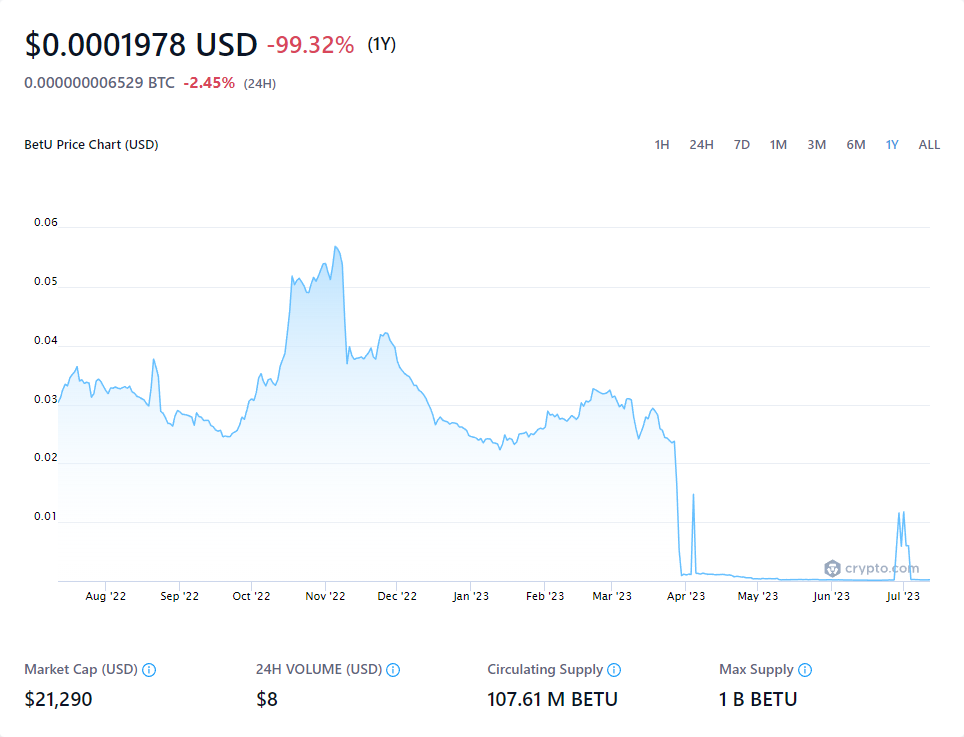 $0.0001978 USD -99.32% (1Y)
0.000000006529 BTC -2.45% (24H)
BetU Price Chart (USD) 1H 24H 7D 1M 3M 6M 1Y ALL
0.06
0.05
0.04
0.03
0.02
0.01
crypto.com
Aug '22 Sep '22 Oct '22 Nov '22 Dec '22 Jan '23 Feb '23 Mar '23 Apr '23 May '23 Jun '23 Jul '23
Market Cap (USD) 24H VOLUME (USD) Circulating Supply Max Supply
$21,290 $8 107.61 M BETU 1 B BETU